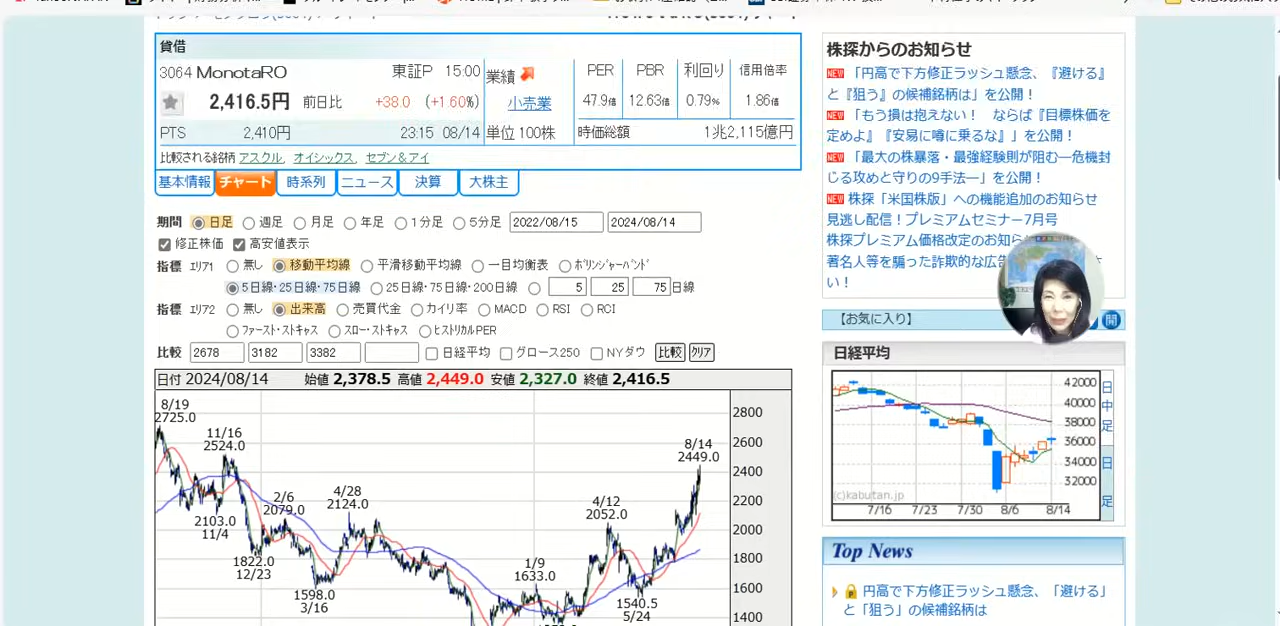 貸借
3064 MonotaRO 東証P 15:00
業績
2,416.5円 前日比 +38.0 (+1.60%)
小売業
PTS 2,410円 23:15 08/14
単位 100株
PER PBR 利回り 信用倍率
47.9倍 12.63倍 0.79% 1.86倍
時価総額 1兆2,115億円
比較される銘柄 アスクル, オイシックス, セブン&アイ
基本情報 チャート 時系列 ニュース 決算 大株主
期間 日足 週足 月足 年足 1分足 5分足 2022/08/15 2024/08/14
修正株価 高安値表示
指標 エリア1 無し 移動平均線 平滑移動平均線 一目均衡表 ボリンジャーバンド
5日線・25日線・75日線 25日線・75日線・200日線 5 25 75 日線
指標 エリア2 無し 出来高 売買代金 カイリ率 MACD RSI RCI
ファースト・ストキャス スロー・ストキャス ヒストリカルPER
比較 2678 3182 3382 日経平均 グロース250 NYダウ 比較 クリア
日付 2024/08/14 始値 2,378.5 高値 2,449.0 安値 2,327.0 終値 2,416.5
8/19
2725.0
11/16
2524.0
2103.0
11/4
2/6
2079.0
1822.0
12/23
4/28
2124.0
1598.0
3/16
1/9
1633.0
4/12
2052.0
1540.5
5/24
8/14
2449.0
2800
2600
2400
2200
2000
1800
1600
1400
株探からのお知らせ
NEW 「円高で下方修正ラッシュ懸念、『避ける』
と『狙う』の候補銘柄は」を公開！
NEW 「もう損は抱えない！ ならば『目標株価を
定めよ』『安易に噂に乗るな』」を公開！
NEW 「最大の株暴落・最強経験則が阻む―危機封
じる攻めと守りの9手法―」を公開！
NEW 株探「米国株版」への機能追加のお知らせ
見逃し配信！プレミアムセミナー7月号
株探プレミアム価格改定のお知ら
著名人等を騙った詐欺的な広告
い！
【お気に入り】 開
日経平均
42000
40000
38000
36000
34000
32000
(c)kabutan.jp
7/16 7/23 7/30 8/6 8/14
日
中
足
日
足
Top News
円高で下方修正ラッシュ懸念、「避ける」
と「狙う」の候補銘柄は